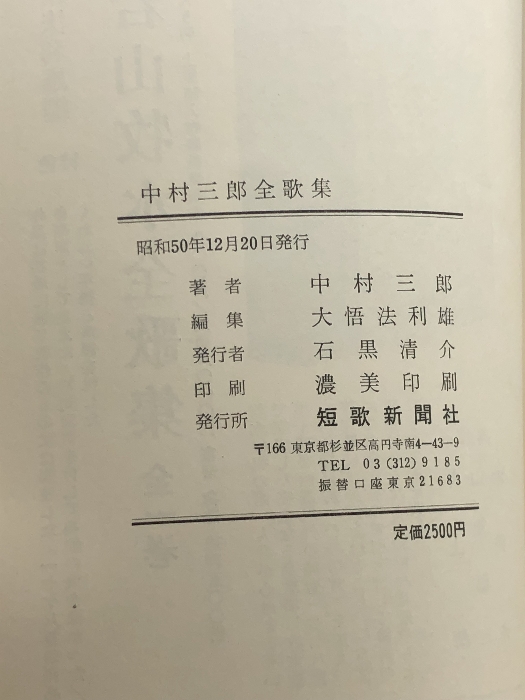 中村三郎全歌集
昭和50年12月20日発行
著者 中村三郎
編集 大悟法利雄
発行者 石黒清介
印刷 濃美印刷
発行所 短歌新聞社
〒166 東京都杉並区高円寺南4―43―9
TEL 03(312)9185
振替口座東京21683
定価2500円